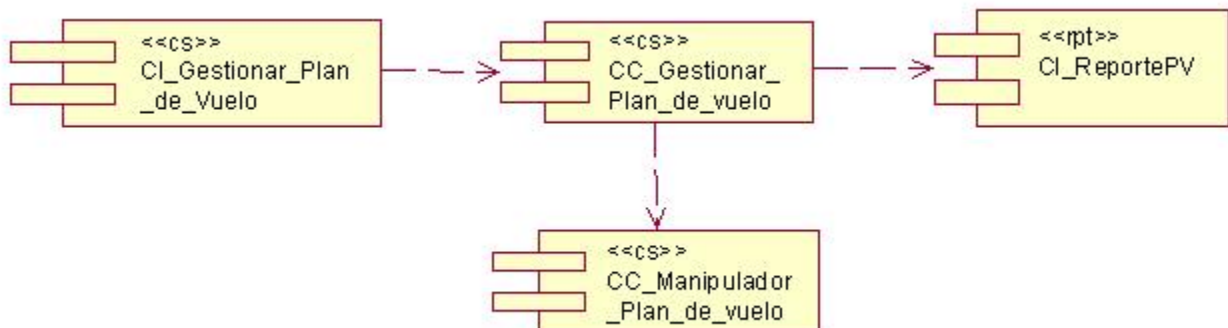 <<cs>>
CI_Gestionar_Plan
_de_Vuelo
<<cs>>
CC_Gestionar_
Plan_de_vuelo
<<rpt>>
CI_ReportePV
<<cs>>
CC_Manipulador
_Plan_de_vuelo